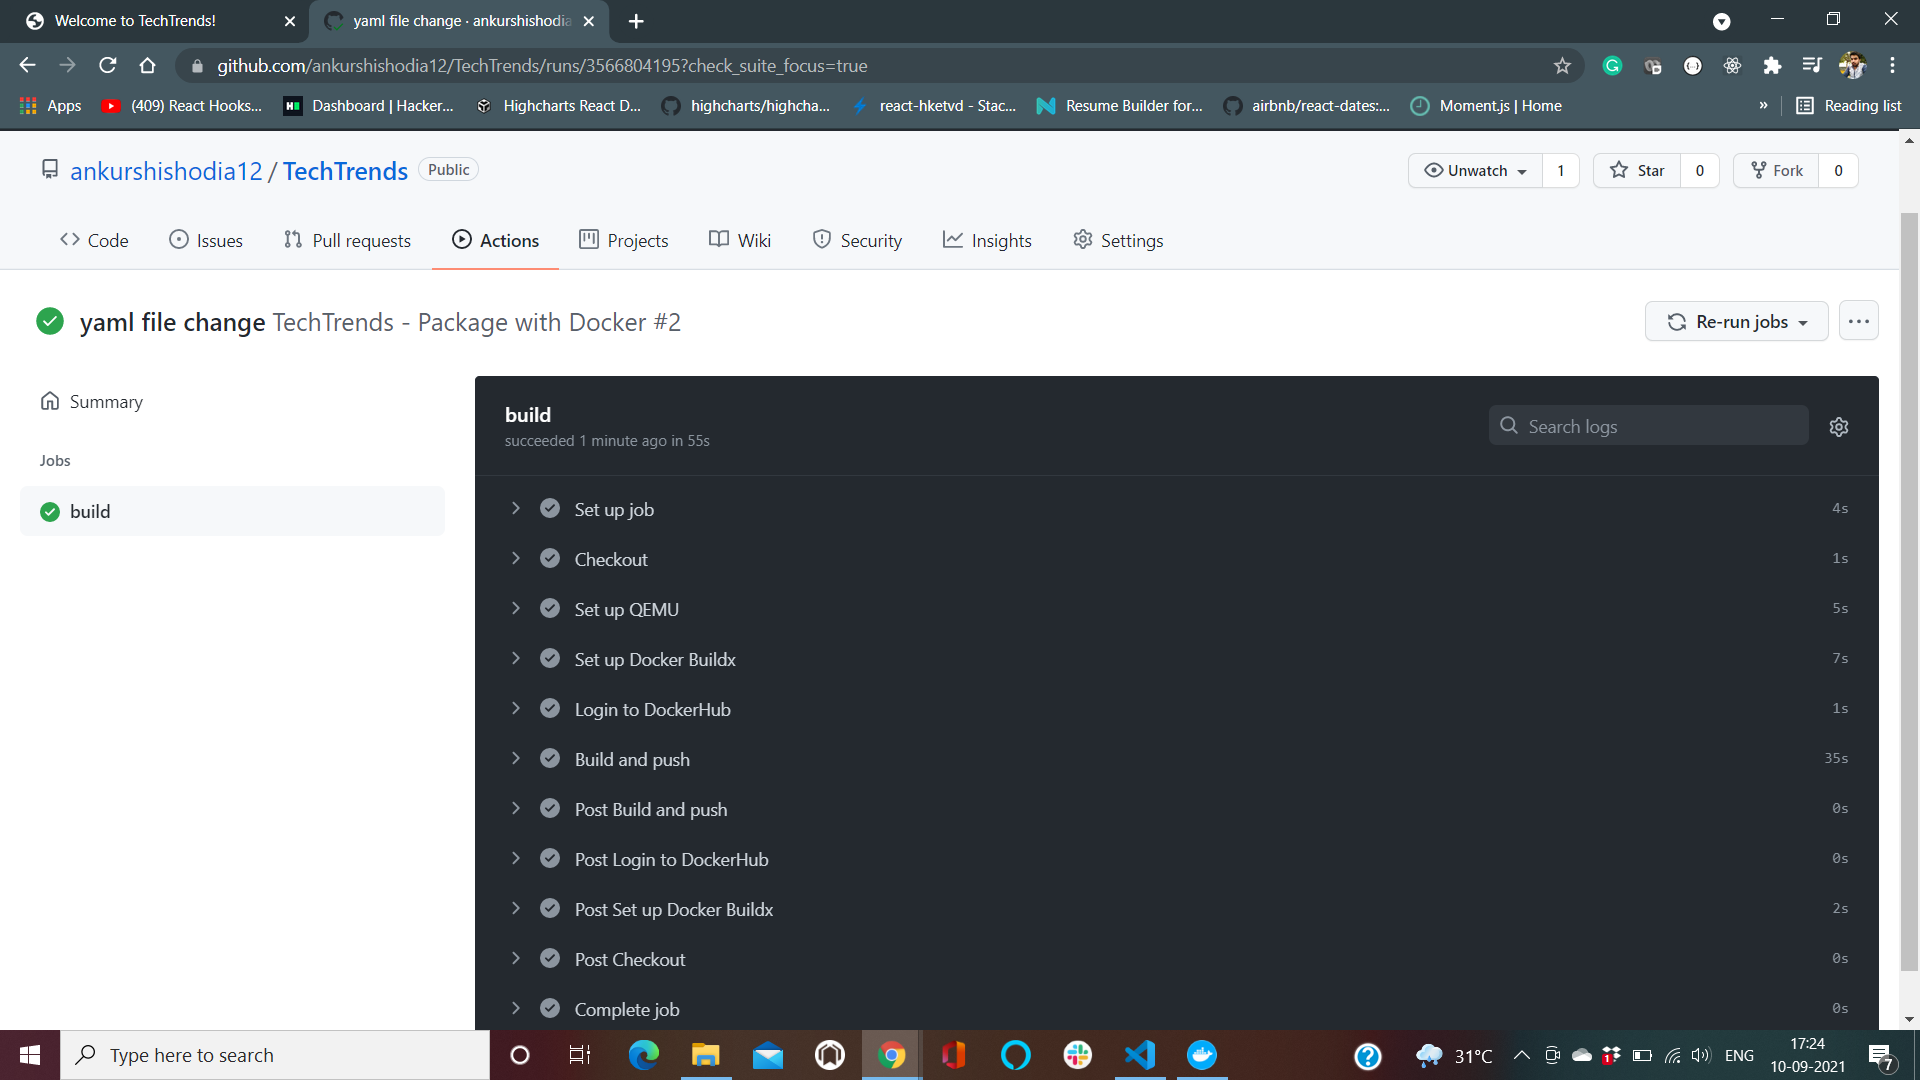 Welcome to TechTrends!
yaml file change · ankurshishodia
github.com/ankurshishodia12/TechTrends/runs/3566804195?check_suite_focus=true
Apps
(409) React Hooks...
Dashboard | Hacker...
Highcharts React D...
highcharts/highcha...
react-hketvd - Stac...
Resume Builder for...
airbnb/react-dates:...
Moment.js | Home
»
Reading list
ankurshishodia12 / TechTrends Public
Unwatch 1
Star 0
Fork 0
Code
Issues
Pull requests
Actions
Projects
Wiki
Security
Insights
Settings
yaml file change TechTrends - Package with Docker #2
Re-run jobs
Summary
Jobs
build
build
succeeded 1 minute ago in 55s
Search logs
Set up job 4s
Checkout 1s
Set up QEMU 5s
Set up Docker Buildx 7s
Login to DockerHub 1s
Build and push 35s
Post Build and push 0s
Post Login to DockerHub 0s
Post Set up Docker Buildx 2s
Post Checkout 0s
Complete job 0s
Type here to search
31°C
1
ENG
17:24
10-09-2021
7